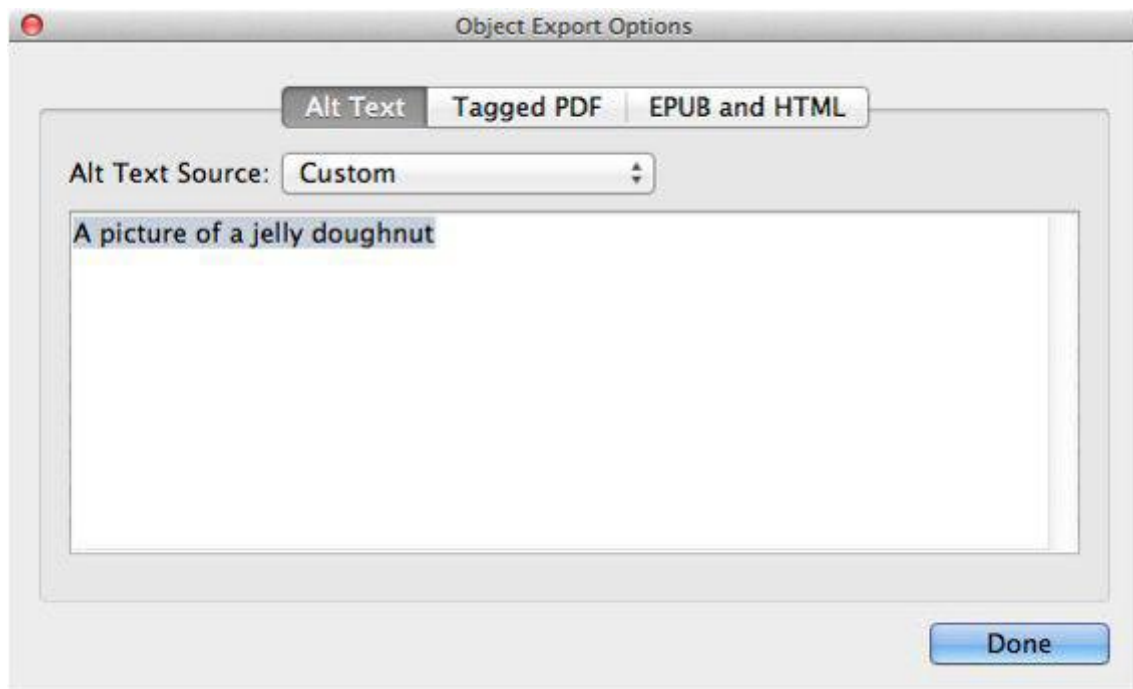 Object Export Options
Alt Text Tagged PDF EPUB and HTML
Alt Text Source: Custom
A picture of a jelly doughnut
Done